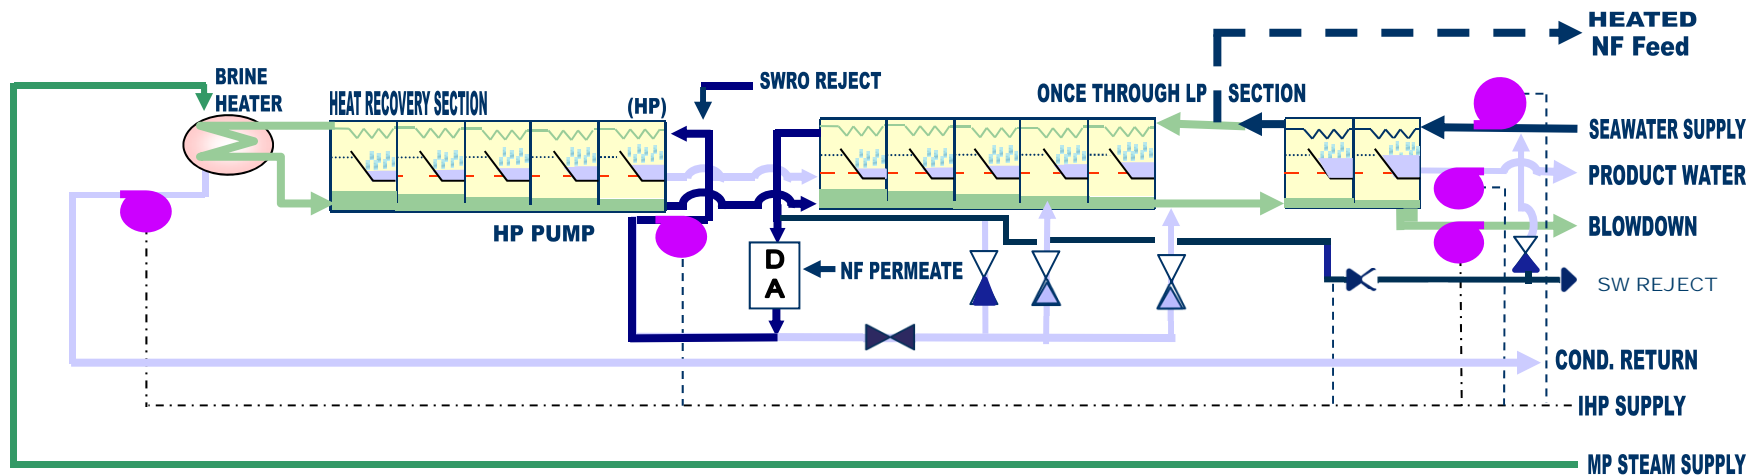 HEATED
NF Feed
BRINE
HEATER
HEAT RECOVERY SECTION
(HP)
SWRO REJECT
ONCE THROUGH LP SECTION
SEAWATER SUPPLY
PRODUCT WATER
HP PUMP
BLOWDOWN
D
A
NF PERMEATE
SW REJECT
COND. RETURN
IHP SUPPLY
MP STEAM SUPPLY